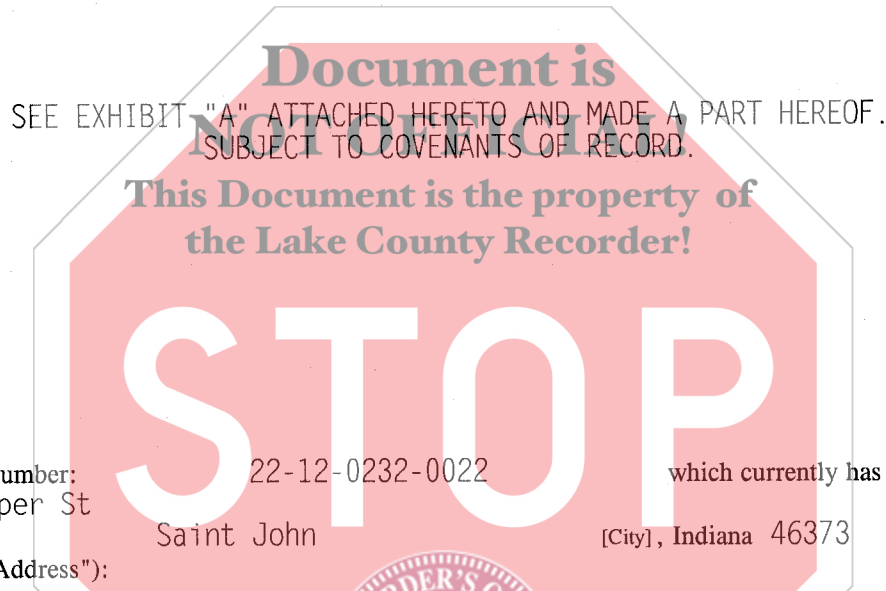 Document is
SEE EXHIBIT "A" ATTACHED HERETO AND MADE A PART HEREOF.
NOT OFFICIAL!
SUBJECT TO COVENANTS OF RECORD.
This Document is the property of
the Lake County Recorder!
STOP
umber: 22-12-0232-0022 which currently has
per St
Saint John [City], Indiana 46373
Address"):
RDER'S O